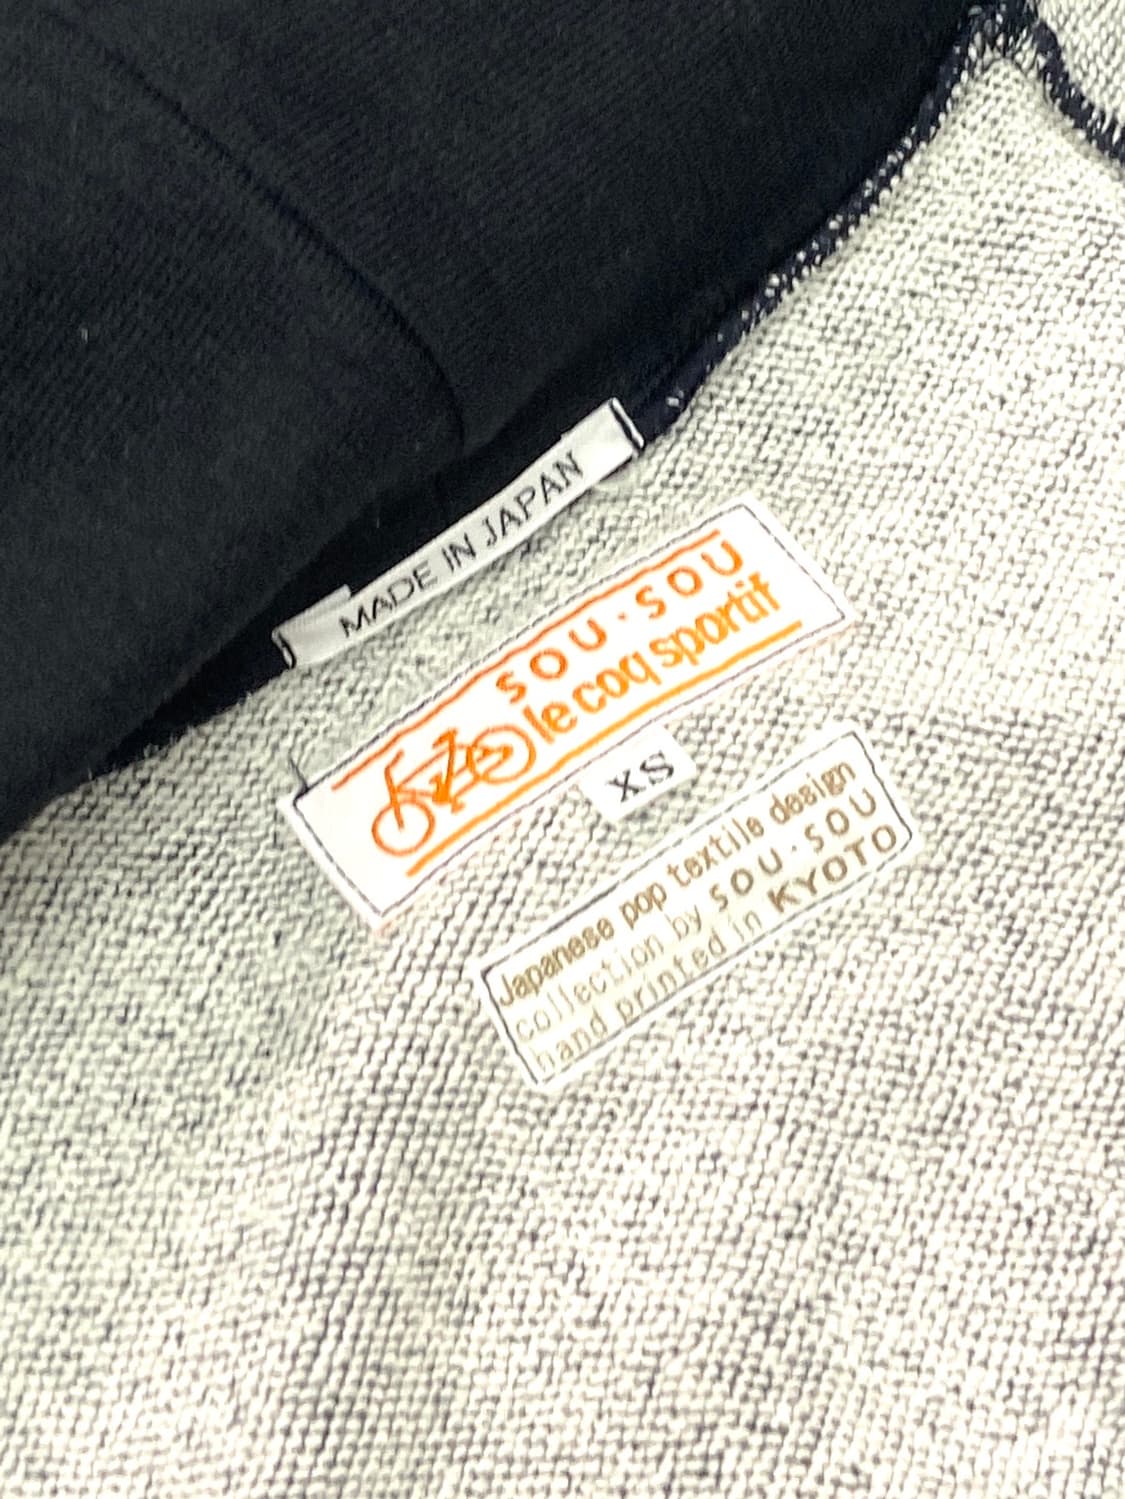 MADE IN JAPAN
SOU·SOU
le coq sportif
XS
Japanese pop textile design
collection by SOU·SOU
hand printed in KYOTO